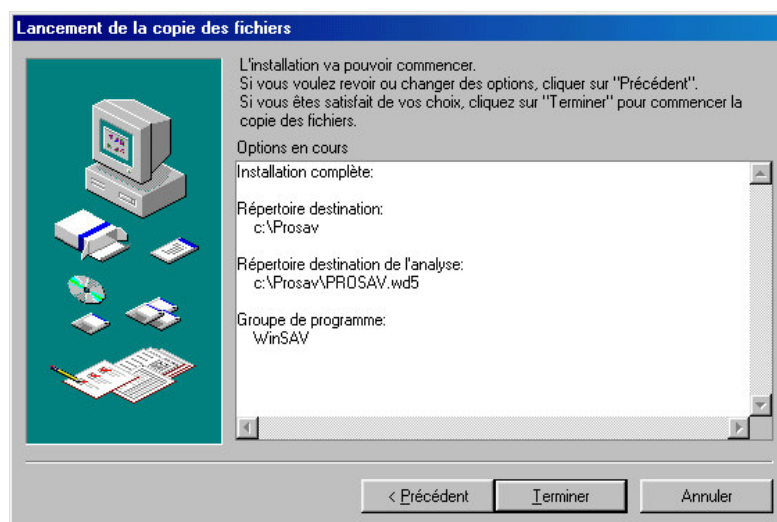 Lancement de la copie des fichiers
L'installation va pouvoir commencer.
Si vous voulez revoir ou changer des options, cliquer sur "Précédent".
Si vous êtes satisfait de vos choix, cliquez sur "Terminer" pour commencer la
copie des fichiers.
Options en cours
Installation complète:
Répertoire destination:
c:\Prosav
Répertoire destination de l'analyse:
c:\Prosav\PROSAV.wd5
Groupe de programme:
WinSAV
< Précédent
Terminer
Annuler